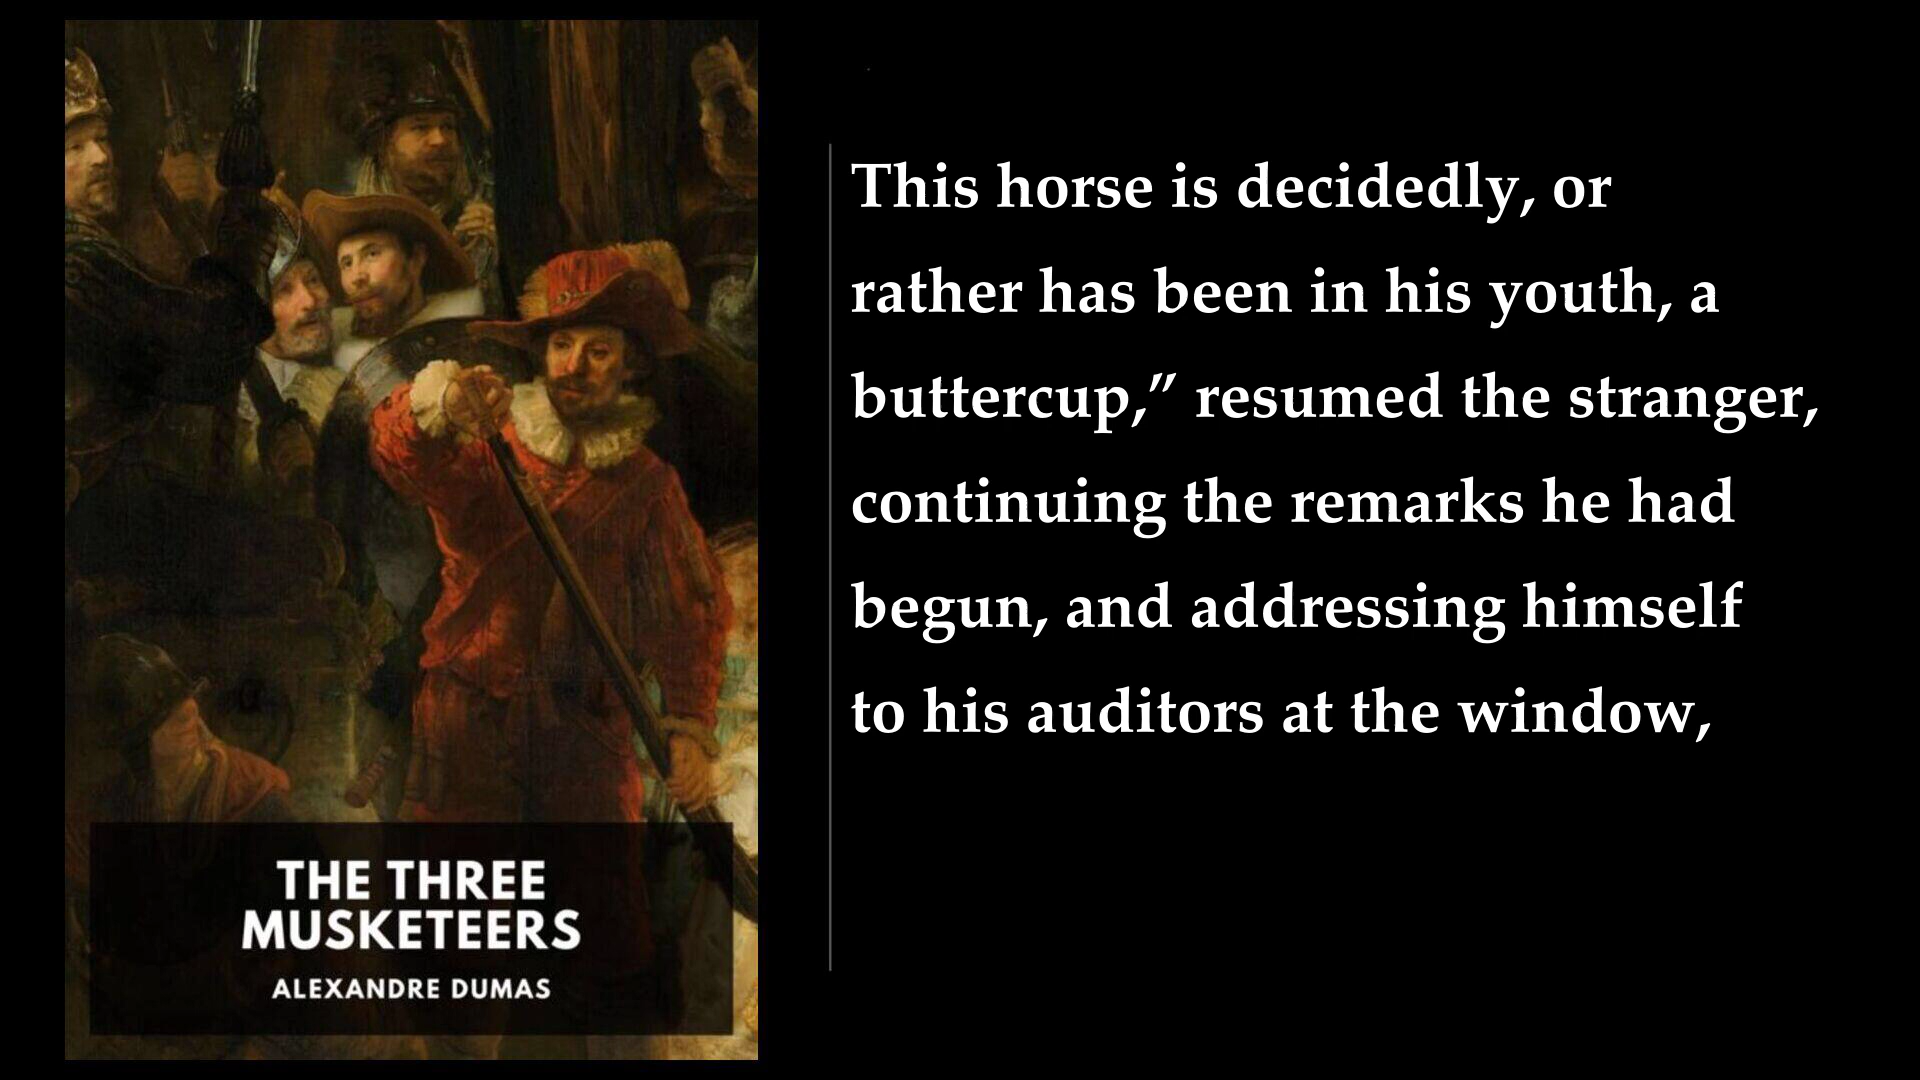 THE THREE
MUSKETEERS
ALEXANDRE DUMAS
This horse is decidedly, or
rather has been in his youth, a
buttercup,” resumed the stranger,
continuing the remarks he had
begun, and addressing himself
to his auditors at the window,